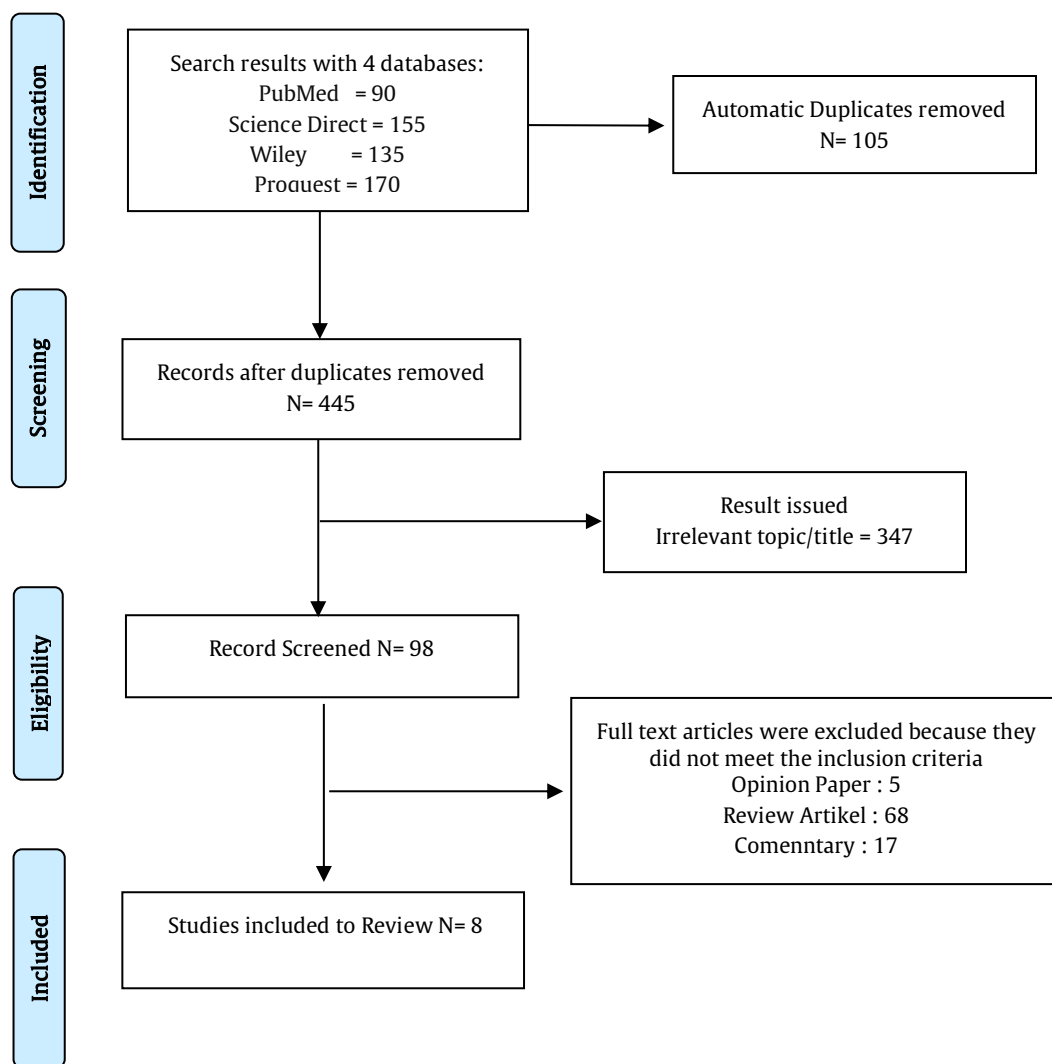 Identification
Search results with 4 databases:
PubMed = 90
Science Direct = 155
Wiley = 135
Proquest = 170
Automatic Duplicates removed
N= 105
Screening
Records after duplicates removed
N= 445
Result issued
Irrelevant topic/title = 347
Eligibility
Record Screened N= 98
Full text articles were excluded because they
did not meet the inclusion criteria
Opinion Paper : 5
Review Artikel : 68
Comenntary : 17
Included
Studies included to Review N= 8